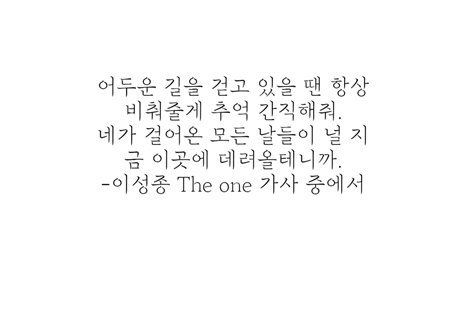 어두운 길을 걷고 있을 땐 항상
비춰줄게 추억 간직해줘.
네가 걸어온 모든 날들이 널 지
금 이곳에 데려올테니까.
-이성종 The one 가사 중에서